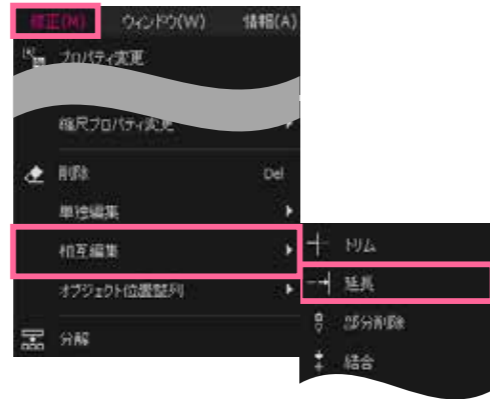 修正(M) ウィンドウ(W) 情報(A)
プロパティ変更
縮尺プロパティ変更
削除 Del
単独編集
相互編集
オブジェクト位置整列
分解
トリム
延長
部分削除
結合